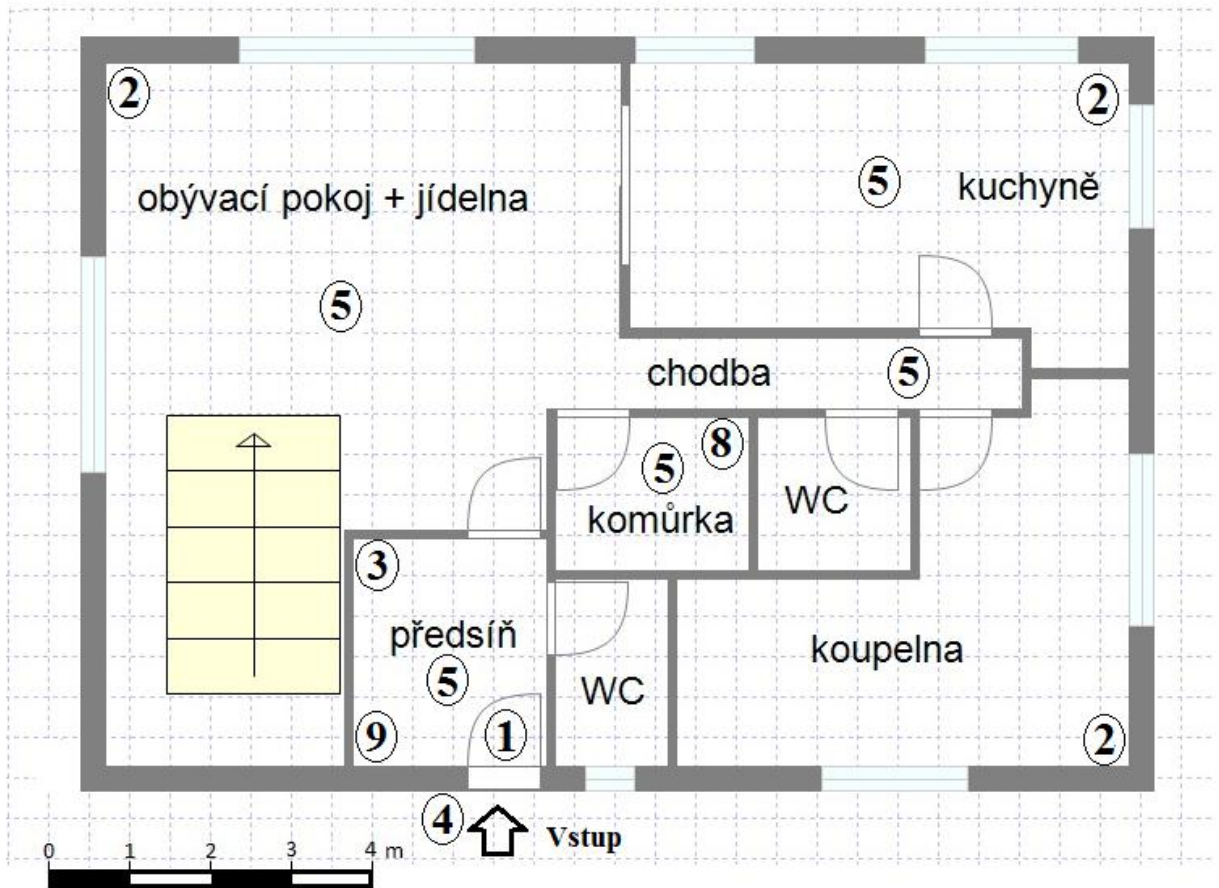 2
2
obývací pokoj + jídelna
5
kuchyně
5
chodba
5
8
5
komůrka
WC
3
předsíň
5
koupelna
WC
9
1
2
4
Vstup
0 1 2 3 4 m